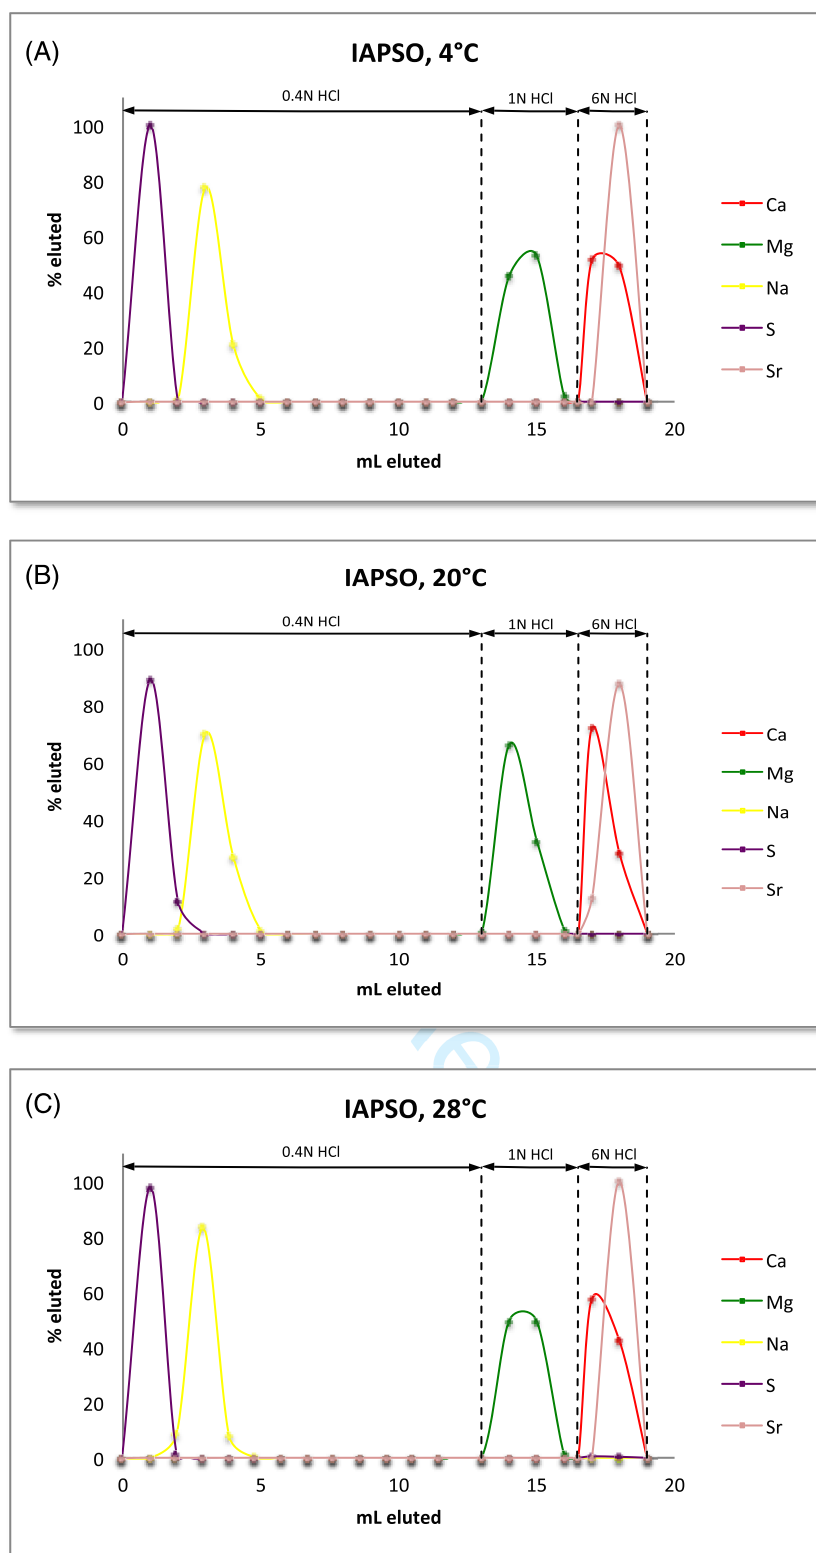 (A)
IAPSO, 4°C
0.4N HCl 1N HCl 6N HCl
100
80
60
40
20
0
% eluted
0 5 10 15 20
mL eluted
Ca
Mg
Na
S
Sr
(B)
IAPSO, 20°C
0.4N HCl 1N HCl 6N HCl
100
80
60
40
20
0
% eluted
0 5 10 15 20
mL eluted
Ca
Mg
Na
S
Sr
(C)
IAPSO, 28°C
0.4N HCl 1N HCl 6N HCl
100
80
60
40
20
0
% eluted
0 5 10 15 20
mL eluted
Ca
Mg
Na
S
Sr